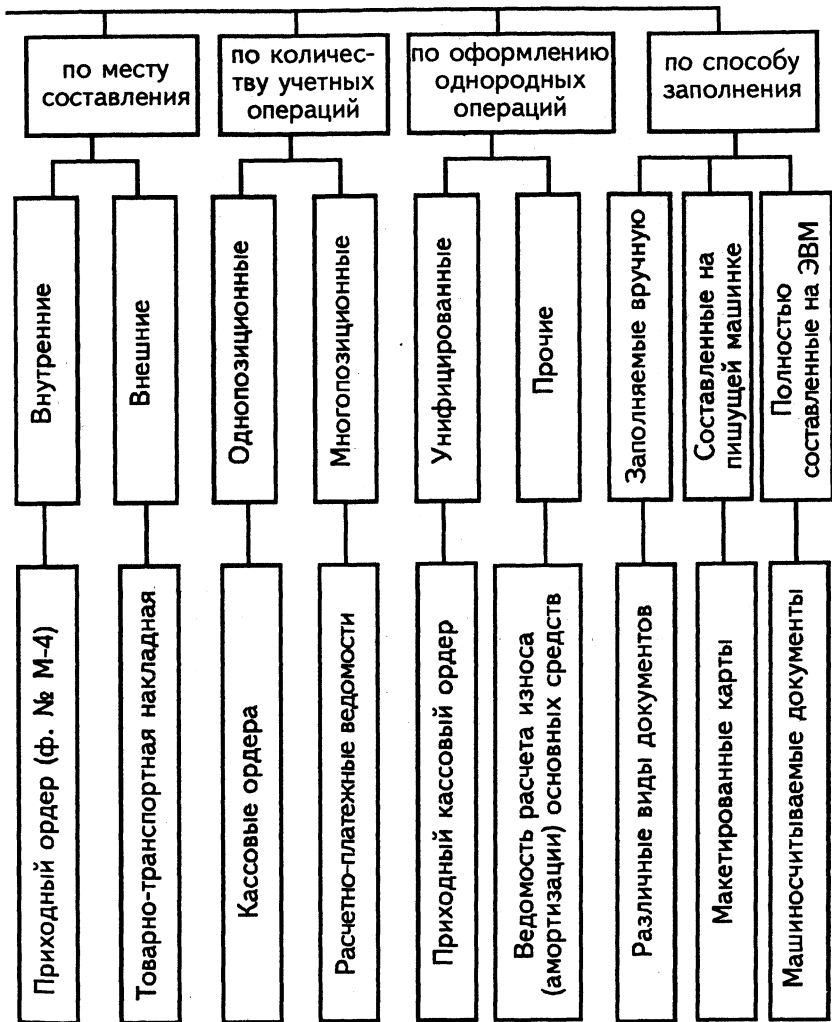 по месту
составления
по количес-
тву учетных
операций
по оформлению
однородных
операций
по способу
заполнения
Внутренние
Внешние
Однопозиционные
Многопозиционные
Унифицированные
Прочие
Заполняемые вручную
Составленные на
пишущей машинке
Полностью
составленные на ЭВМ
Приходный ордер (ф. № М-4)
Товарно-транспортная накладная
Кассовые ордера
Расчетно-платежные ведомости
Приходный кассовый ордер
Ведомость расчета износа
(амортизации) основных средств
Различные виды документов
Макетированные карты
Машиносчитываемые документы